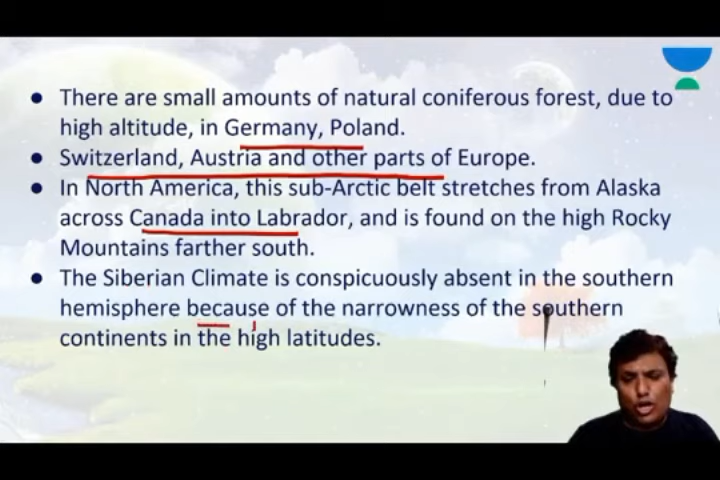 ● There are small amounts of natural coniferous forest, due to
high altitude, in Germany, Poland.
● Switzerland, Austria and other parts of Europe.
● In North America, this sub-Arctic belt stretches from Alaska
across Canada into Labrador, and is found on the high Rocky
Mountains farther south.
● The Siberian Climate is conspicuously absent in the southern
hemisphere because of the narrowness of the southern
continents in the high latitudes.